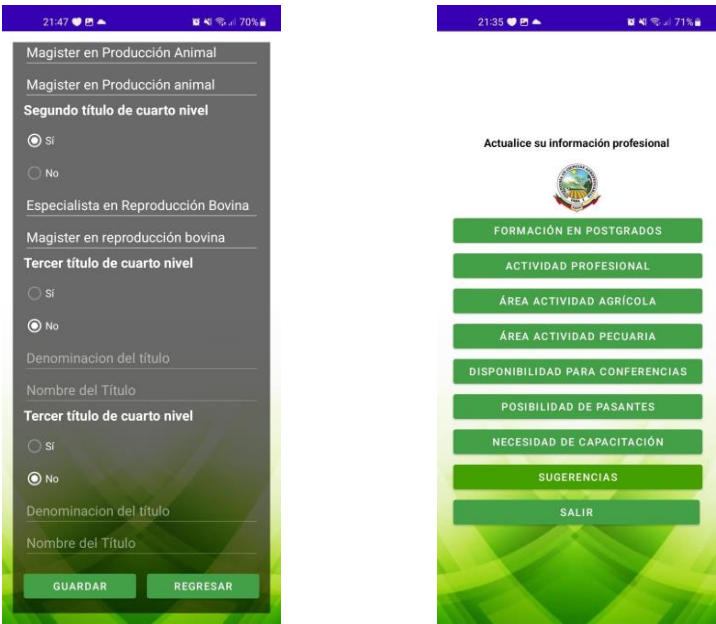 21:47
70%
Magister en Producción Animal
Magister en Producción animal
Segundo título de cuarto nivel
Sí
No
Especialista en Reproducción Bovina
Magister en reproducción bovina
Tercer título de cuarto nivel
Sí
No
Denominacion del título
Nombre del Título
Tercer título de cuarto nivel
Sí
No
Denominacion del título
Nombre del Título
GUARDAR REGRESAR
21:35
71%
Actualice su información profesional
FORMACIÓN EN POSTGRADOS
ACTIVIDAD PROFESIONAL
ÁREA ACTIVIDAD AGRÍCOLA
ÁREA ACTIVIDAD PECUARIA
DISPONIBILIDAD PARA CONFERENCIAS
POSIBILIDAD DE PASANTES
NECESIDAD DE CAPACITACIÓN
SUGERENCIAS
SALIR